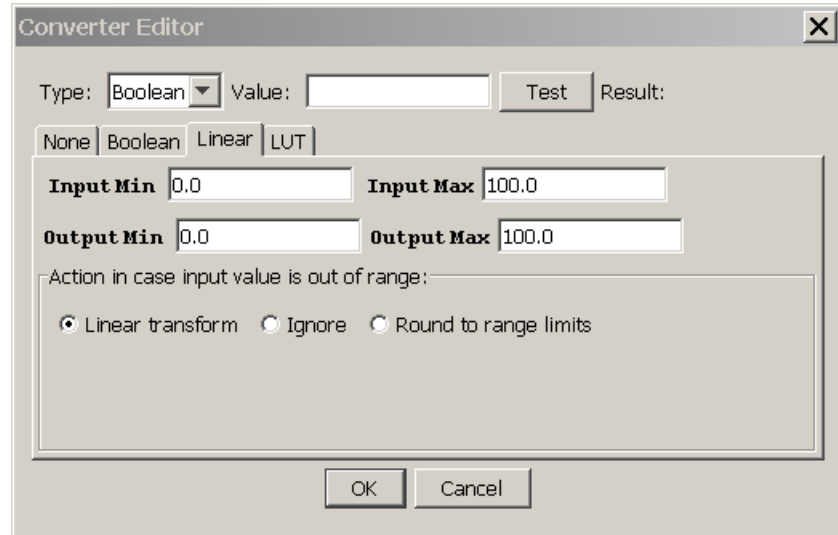 Converter Editor
Type: Boolean Value: Test Result:
None Boolean Linear LUT
Input Min 0.0 Input Max 100.0
Output Min 0.0 Output Max 100.0
Action in case input value is out of range:
Linear transform Ignore Round to range limits
OK Cancel